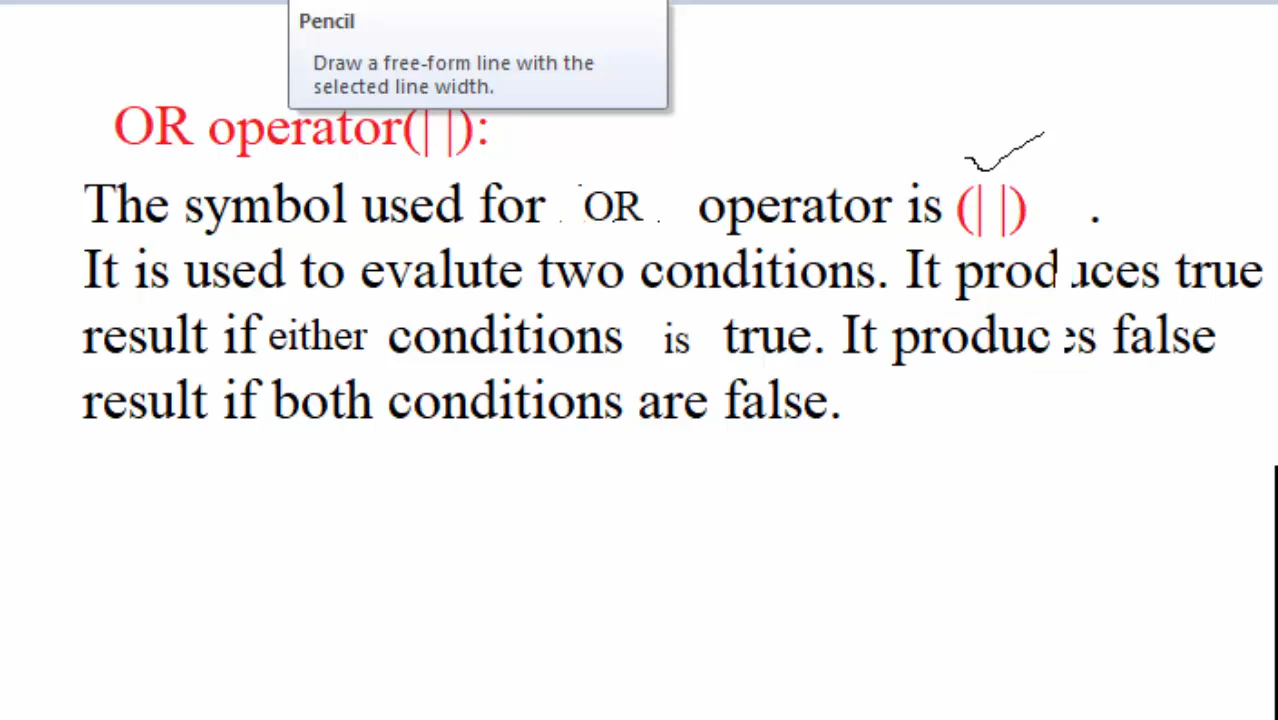 Pencil
Draw a free-form line with the
selected line width.
OR operator(| |):
The symbol used for OR operator is (| |) .
It is used to evalute two conditions. It produces true
result if either conditions is true. It produces false
result if both conditions are false.